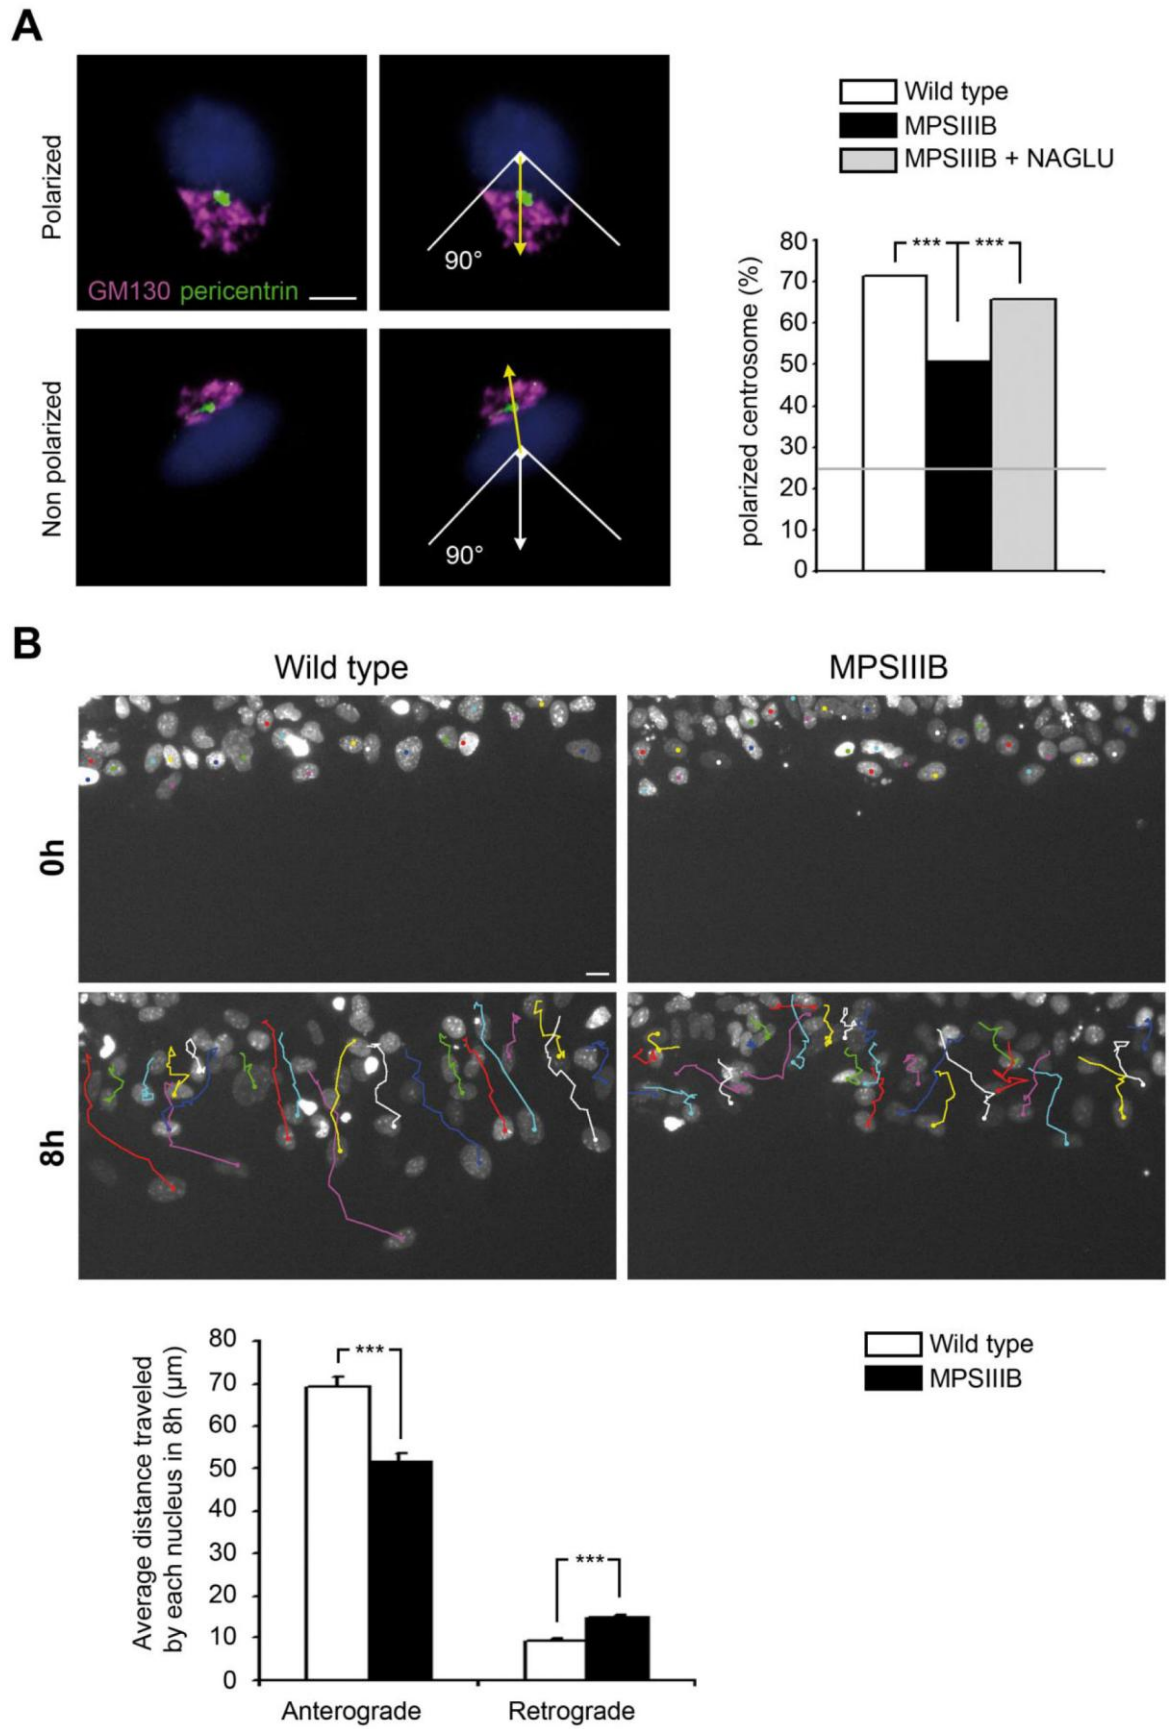 A
Polarized
GM130 pericentrin
90°
Non polarized
90°
Wild type
MPSIIIB
MPSIIIB + NAGLU
polarized centrosome (%)
80
70
60
50
40
30
20
10
0
*** ***
B
Wild type MPSIIIB
0h
8h
Average distance traveled
by each nucleus in 8h (µm)
80
70
60
50
40
30
20
10
0
***
***
Anterograde Retrograde
Wild type
MPSIIIB